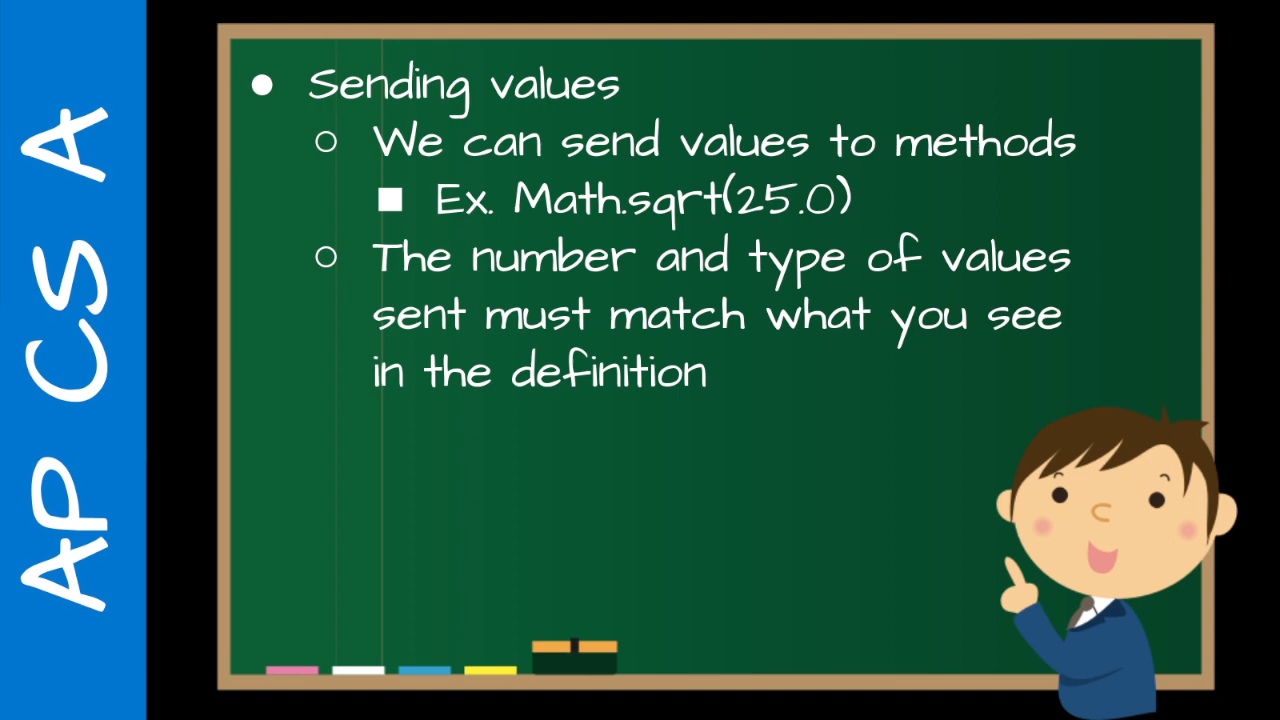 AP CS A
● Sending values
○ We can send values to methods
■ Ex. Math.sqrt(25.0)
○ The number and type of values
sent must match what you see
in the definition